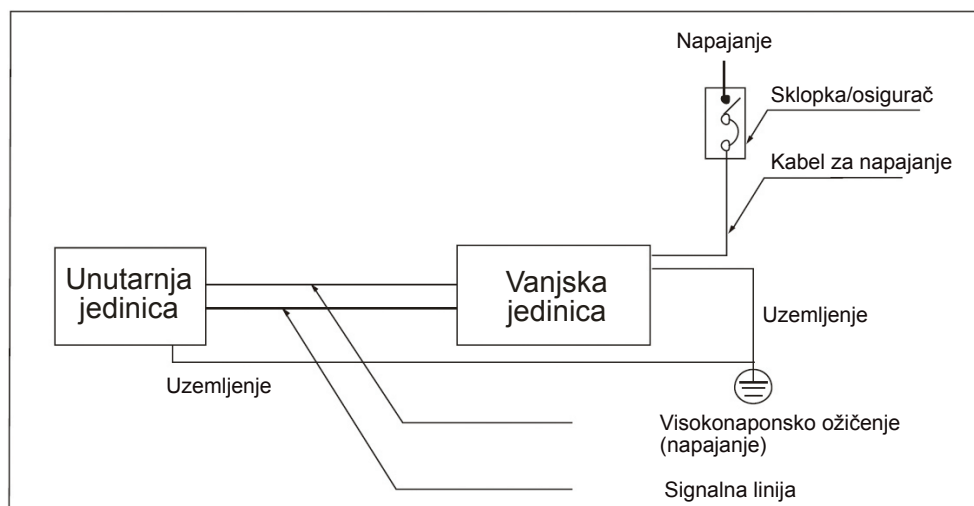 Napajanje
Sklopka/osigurač
Kabel za napajanje
Unutarnja
jedinica
Vanjska
jedinica
Uzemljenje
Uzemljenje
Visokonaponsko ožičenje
(napajanje)
Signalna linija